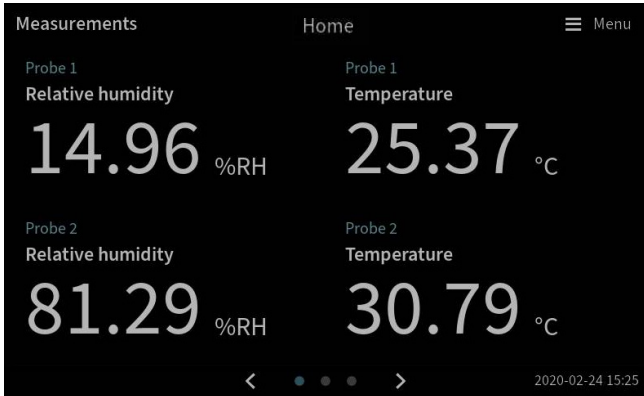 Measurements Home Menu
Probe 1 Probe 1
Relative humidity Temperature
14.96 %RH 25.37 °C
Probe 2 Probe 2
Relative humidity Temperature
81.29 %RH 30.79 °C
2020-02-24 15:25